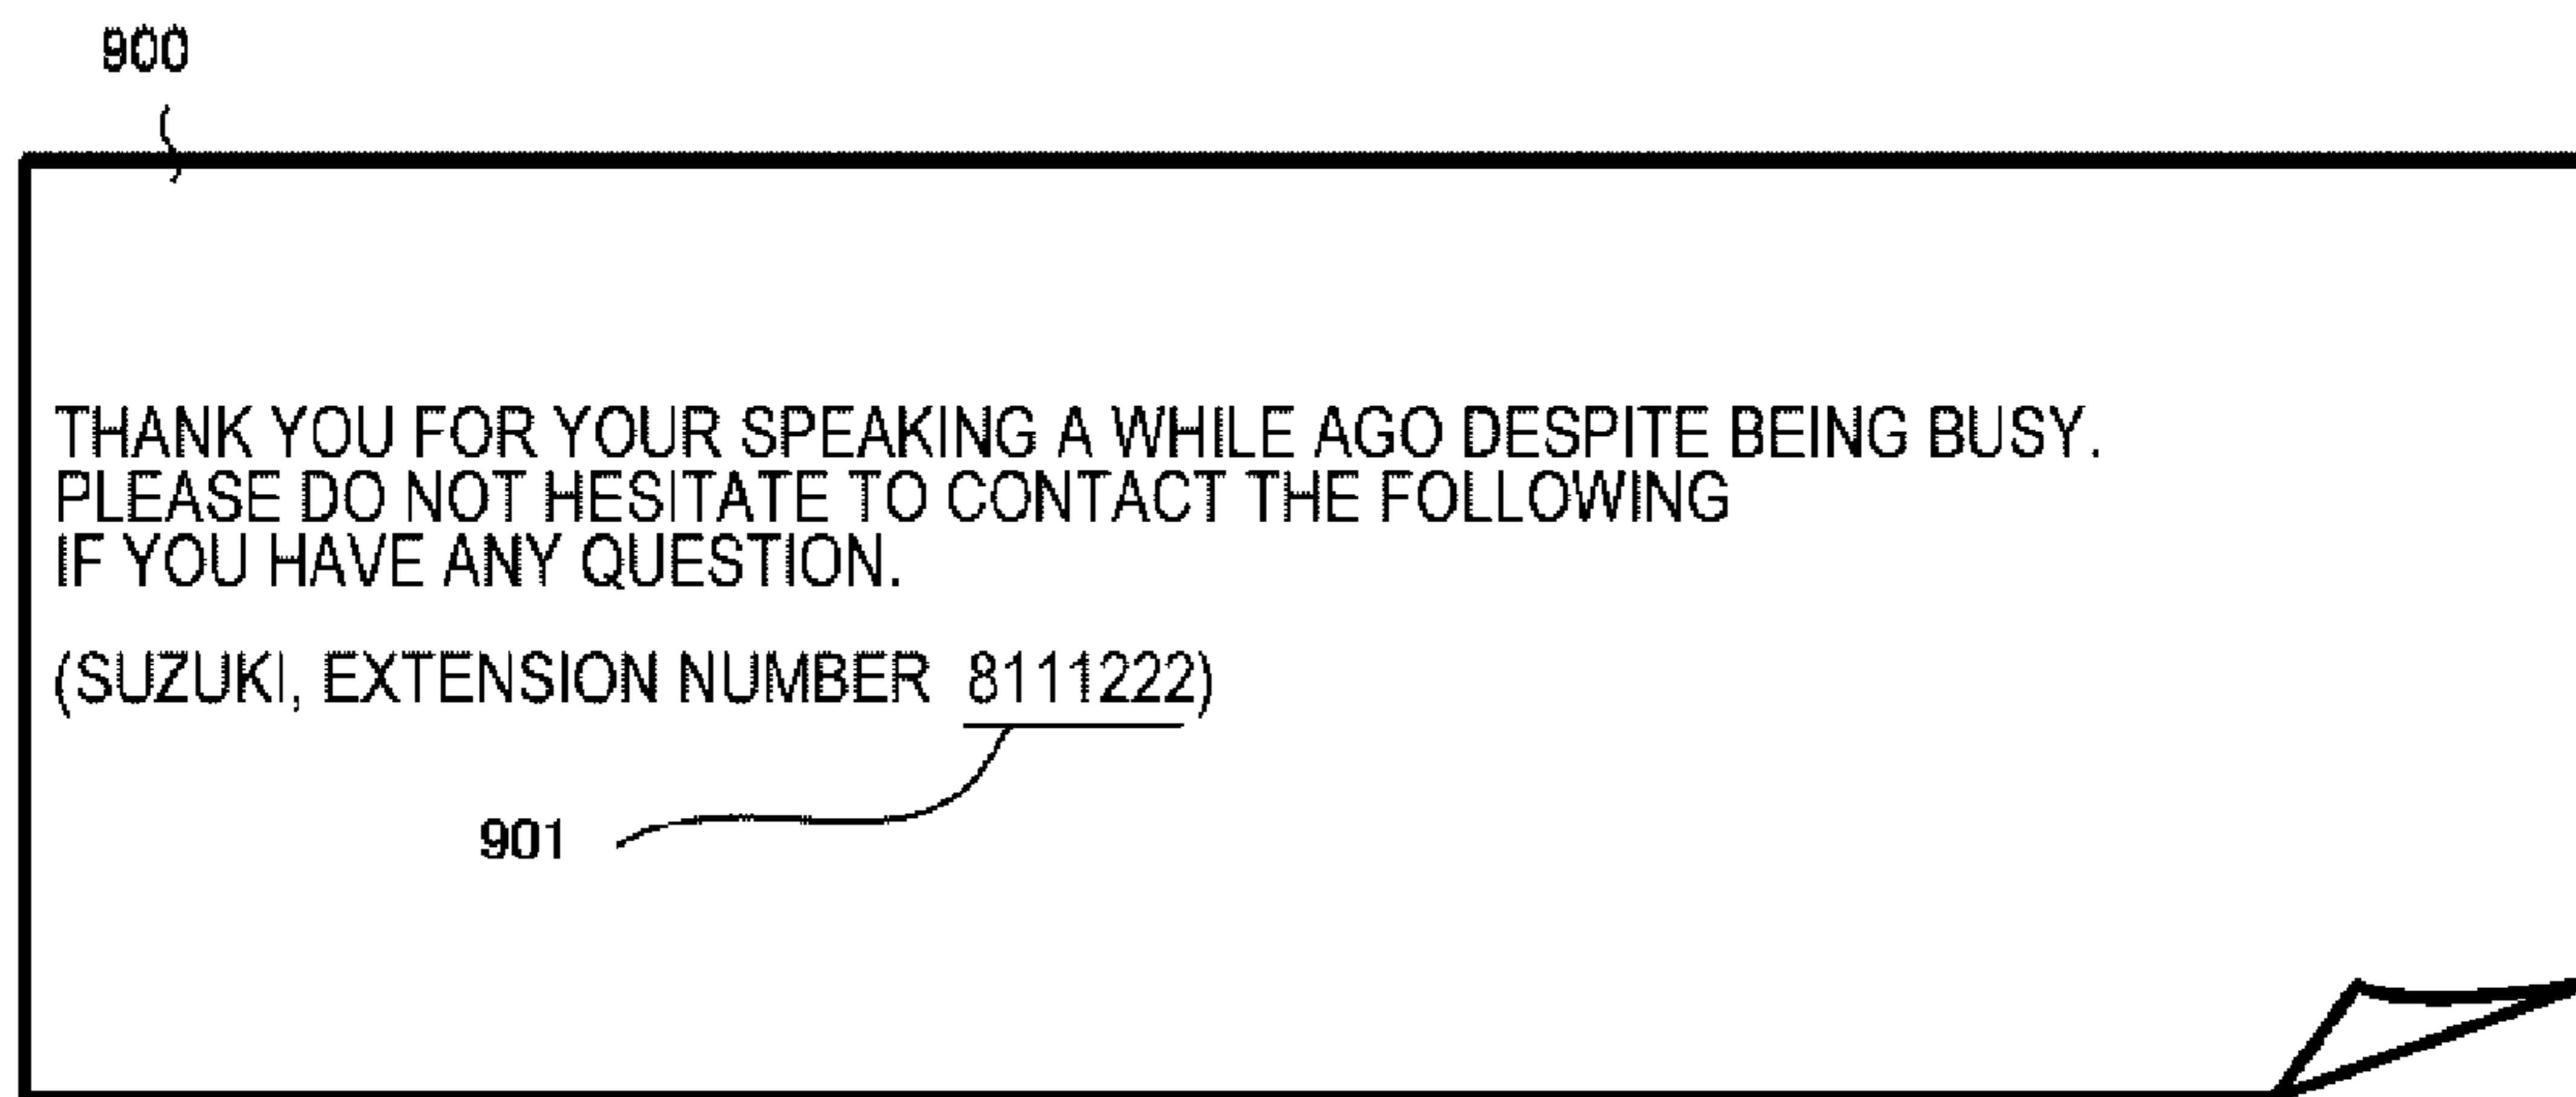 900
THANK YOU FOR YOUR SPEAKING A WHILE AGO DESPITE BEING BUSY.
PLEASE DO NOT HESITATE TO CONTACT THE FOLLOWING
IF YOU HAVE ANY QUESTION.
(SUZUKI, EXTENSION NUMBER 8111222)
901